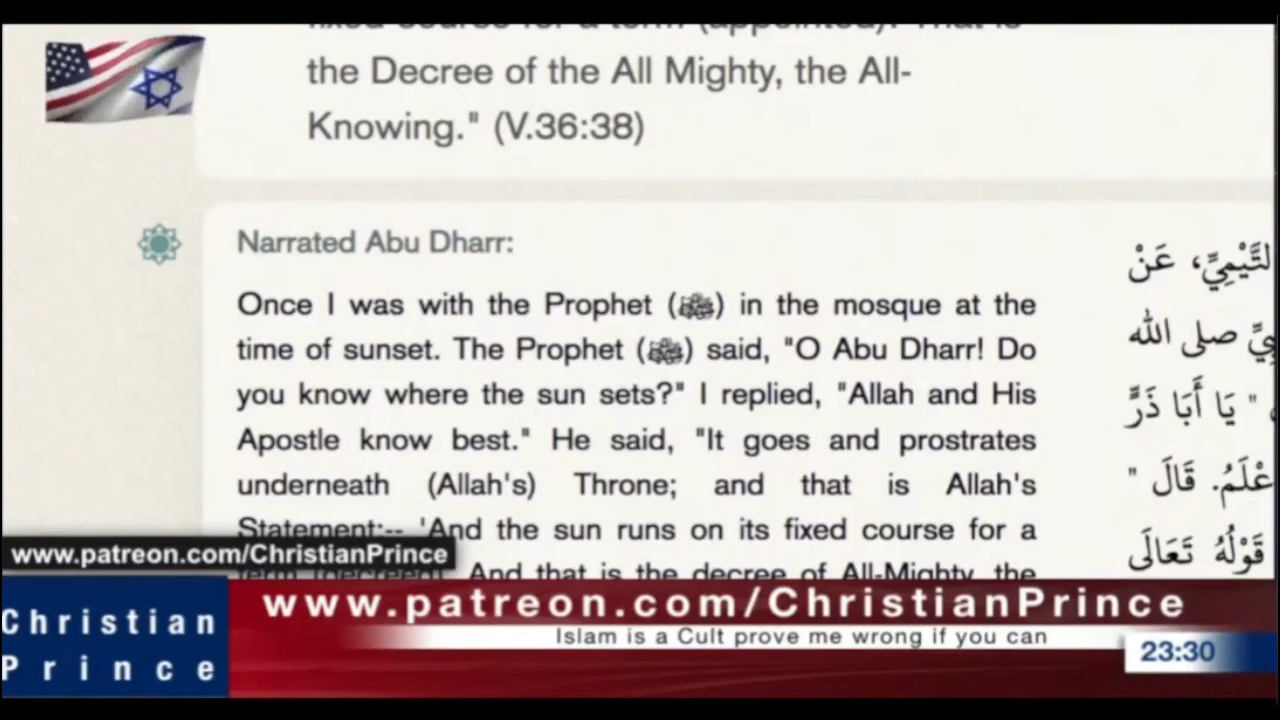 the Decree of the All Mighty, the All-
Knowing." (V.36:38)
Narrated Abu Dharr:
Once I was with the Prophet (ﷺ) in the mosque at the
time of sunset. The Prophet (ﷺ) said, "O Abu Dharr! Do
you know where the sun sets?" I replied, "Allah and His
Apostle know best." He said, "It goes and prostrates
underneath (Allah's) Throne; and that is Allah's
Statement:-- 'And the sun runs on its fixed course for a
term (decreed). And that is the decree of All-Mighty, the
التَّيْمِيِّ، عَنْ
صلى الله
" يَا أَبَا ذَرٍّ
قَالَ "
قَوْلُهُ تَعَالَى
www.patreon.com/ChristianPrince
Christian
Prince
www.patreon.com/ChristianPrince
Islam is a Cult prove me wrong if you can
23:30